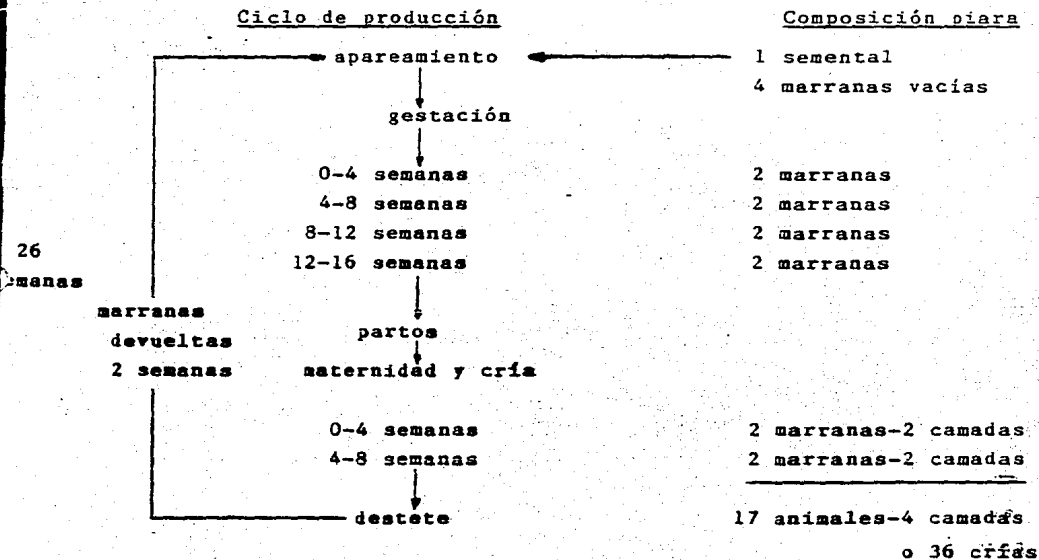 Ciclo de producción Composición piara
apareamiento 1 semental
4 marranas vacías
gestación
0-4 semanas 2 marranas
4-8 semanas 2 marranas
8-12 semanas 2 marranas
26
12-16 semanas 2 marranas
emanas
marranas
partos
devueltas
2 semanas maternidad y cría
0-4 semanas 2 marranas-2 camadas
4-8 semanas 2 marranas-2 camadas
destete 17 animales-4 camadas
o 36 crías